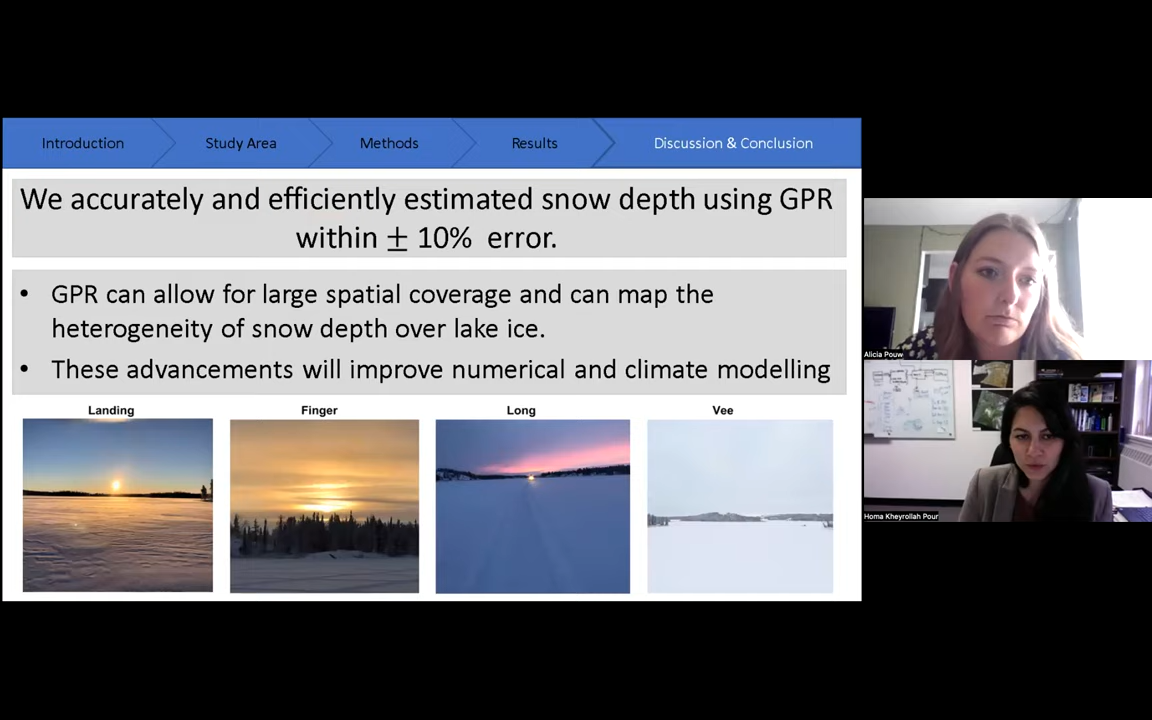 Introduction
Study Area
Methods
Results
Discussion & Conclusion
We accurately and efficiently estimated snow depth using GPR
within ± 10% error.
• GPR can allow for large spatial coverage and can map the
heterogeneity of snow depth over lake ice.
• These advancements will improve numerical and climate modelling
Landing
Finger
Long
Vee
Alicia Pouw
Homa Kheyrollah Pour